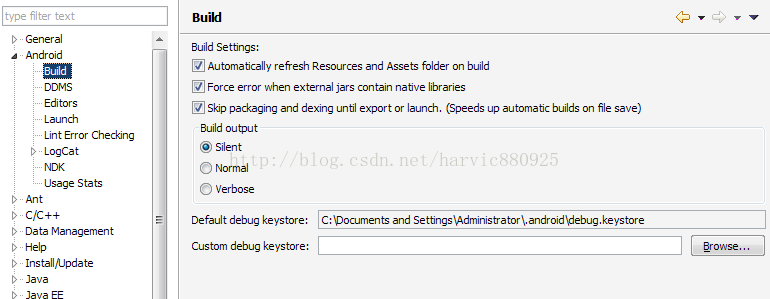 type filter text
General
Android
Build
DDMS
Editors
Launch
Lint Error Checking
LogCat
NDK
Usage Stats
Ant
C/C++
Data Management
Help
Install/Update
Java
Java EE
Build
Build Settings:
Automatically refresh Resources and Assets folder on build
Force error when external jars contain native libraries
Skip packaging and dexing until export or launch. (Speeds up automatic builds on file save)
Build output
Silent
http://blog.csdn.net/harvic880925
Normal
Verbose
Default debug keystore: C:\Documents and Settings\Administrator\.android\debug.keystore
Custom debug keystore: Browse...